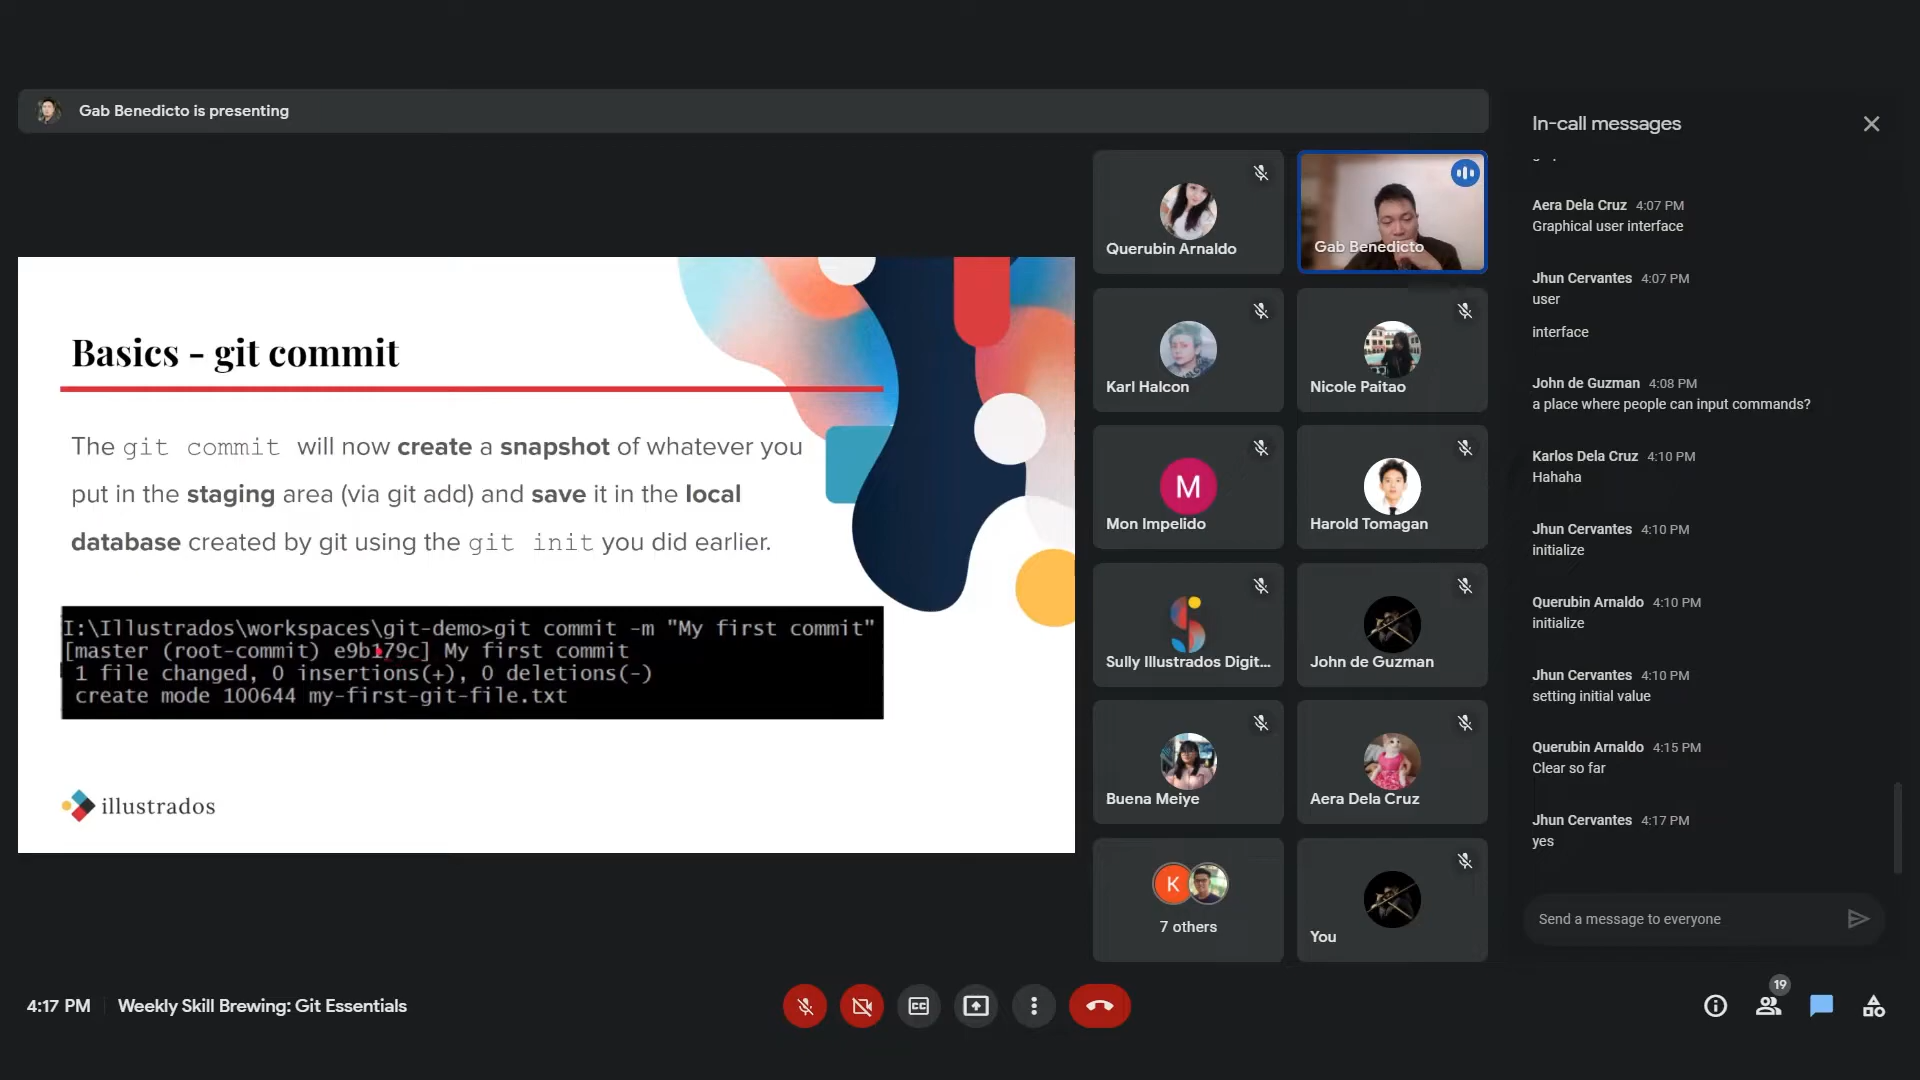 Gab Benedicto is presenting
Basics - git commit
The git commit will now create a snapshot of whatever you
put in the staging area (via git add) and save it in the local
database created by git using the git init you did earlier.
I:\Illustrados\workspaces\git-demo>git commit -m "My first commit"
[master (root-commit) e9b179c] My first commit
1 file changed, 0 insertions(+), 0 deletions(-)
create mode 100644 my-first-git-file.txt
illustrados
Querubin Arnaldo
Gab Benedicto
Karl Halcon
Nicole Paitao
M
Mon Impelido
Harold Tomagan
Sully Illustrados Digit...
John de Guzman
Buena Meiye
Aera Dela Cruz
K
7 others
You
In-call messages
Aera Dela Cruz 4:07 PM
Graphical user interface
Jhun Cervantes 4:07 PM
user
interface
John de Guzman 4:08 PM
a place where people can input commands?
Karlos Dela Cruz 4:10 PM
Hahaha
Jhun Cervantes 4:10 PM
initialize
Querubin Arnaldo 4:10 PM
initialize
Jhun Cervantes 4:10 PM
setting initial value
Querubin Arnaldo 4:15 PM
Clear so far
Jhun Cervantes 4:17 PM
yes
Send a message to everyone
4:17 PM Weekly Skill Brewing: Git Essentials
CC
19